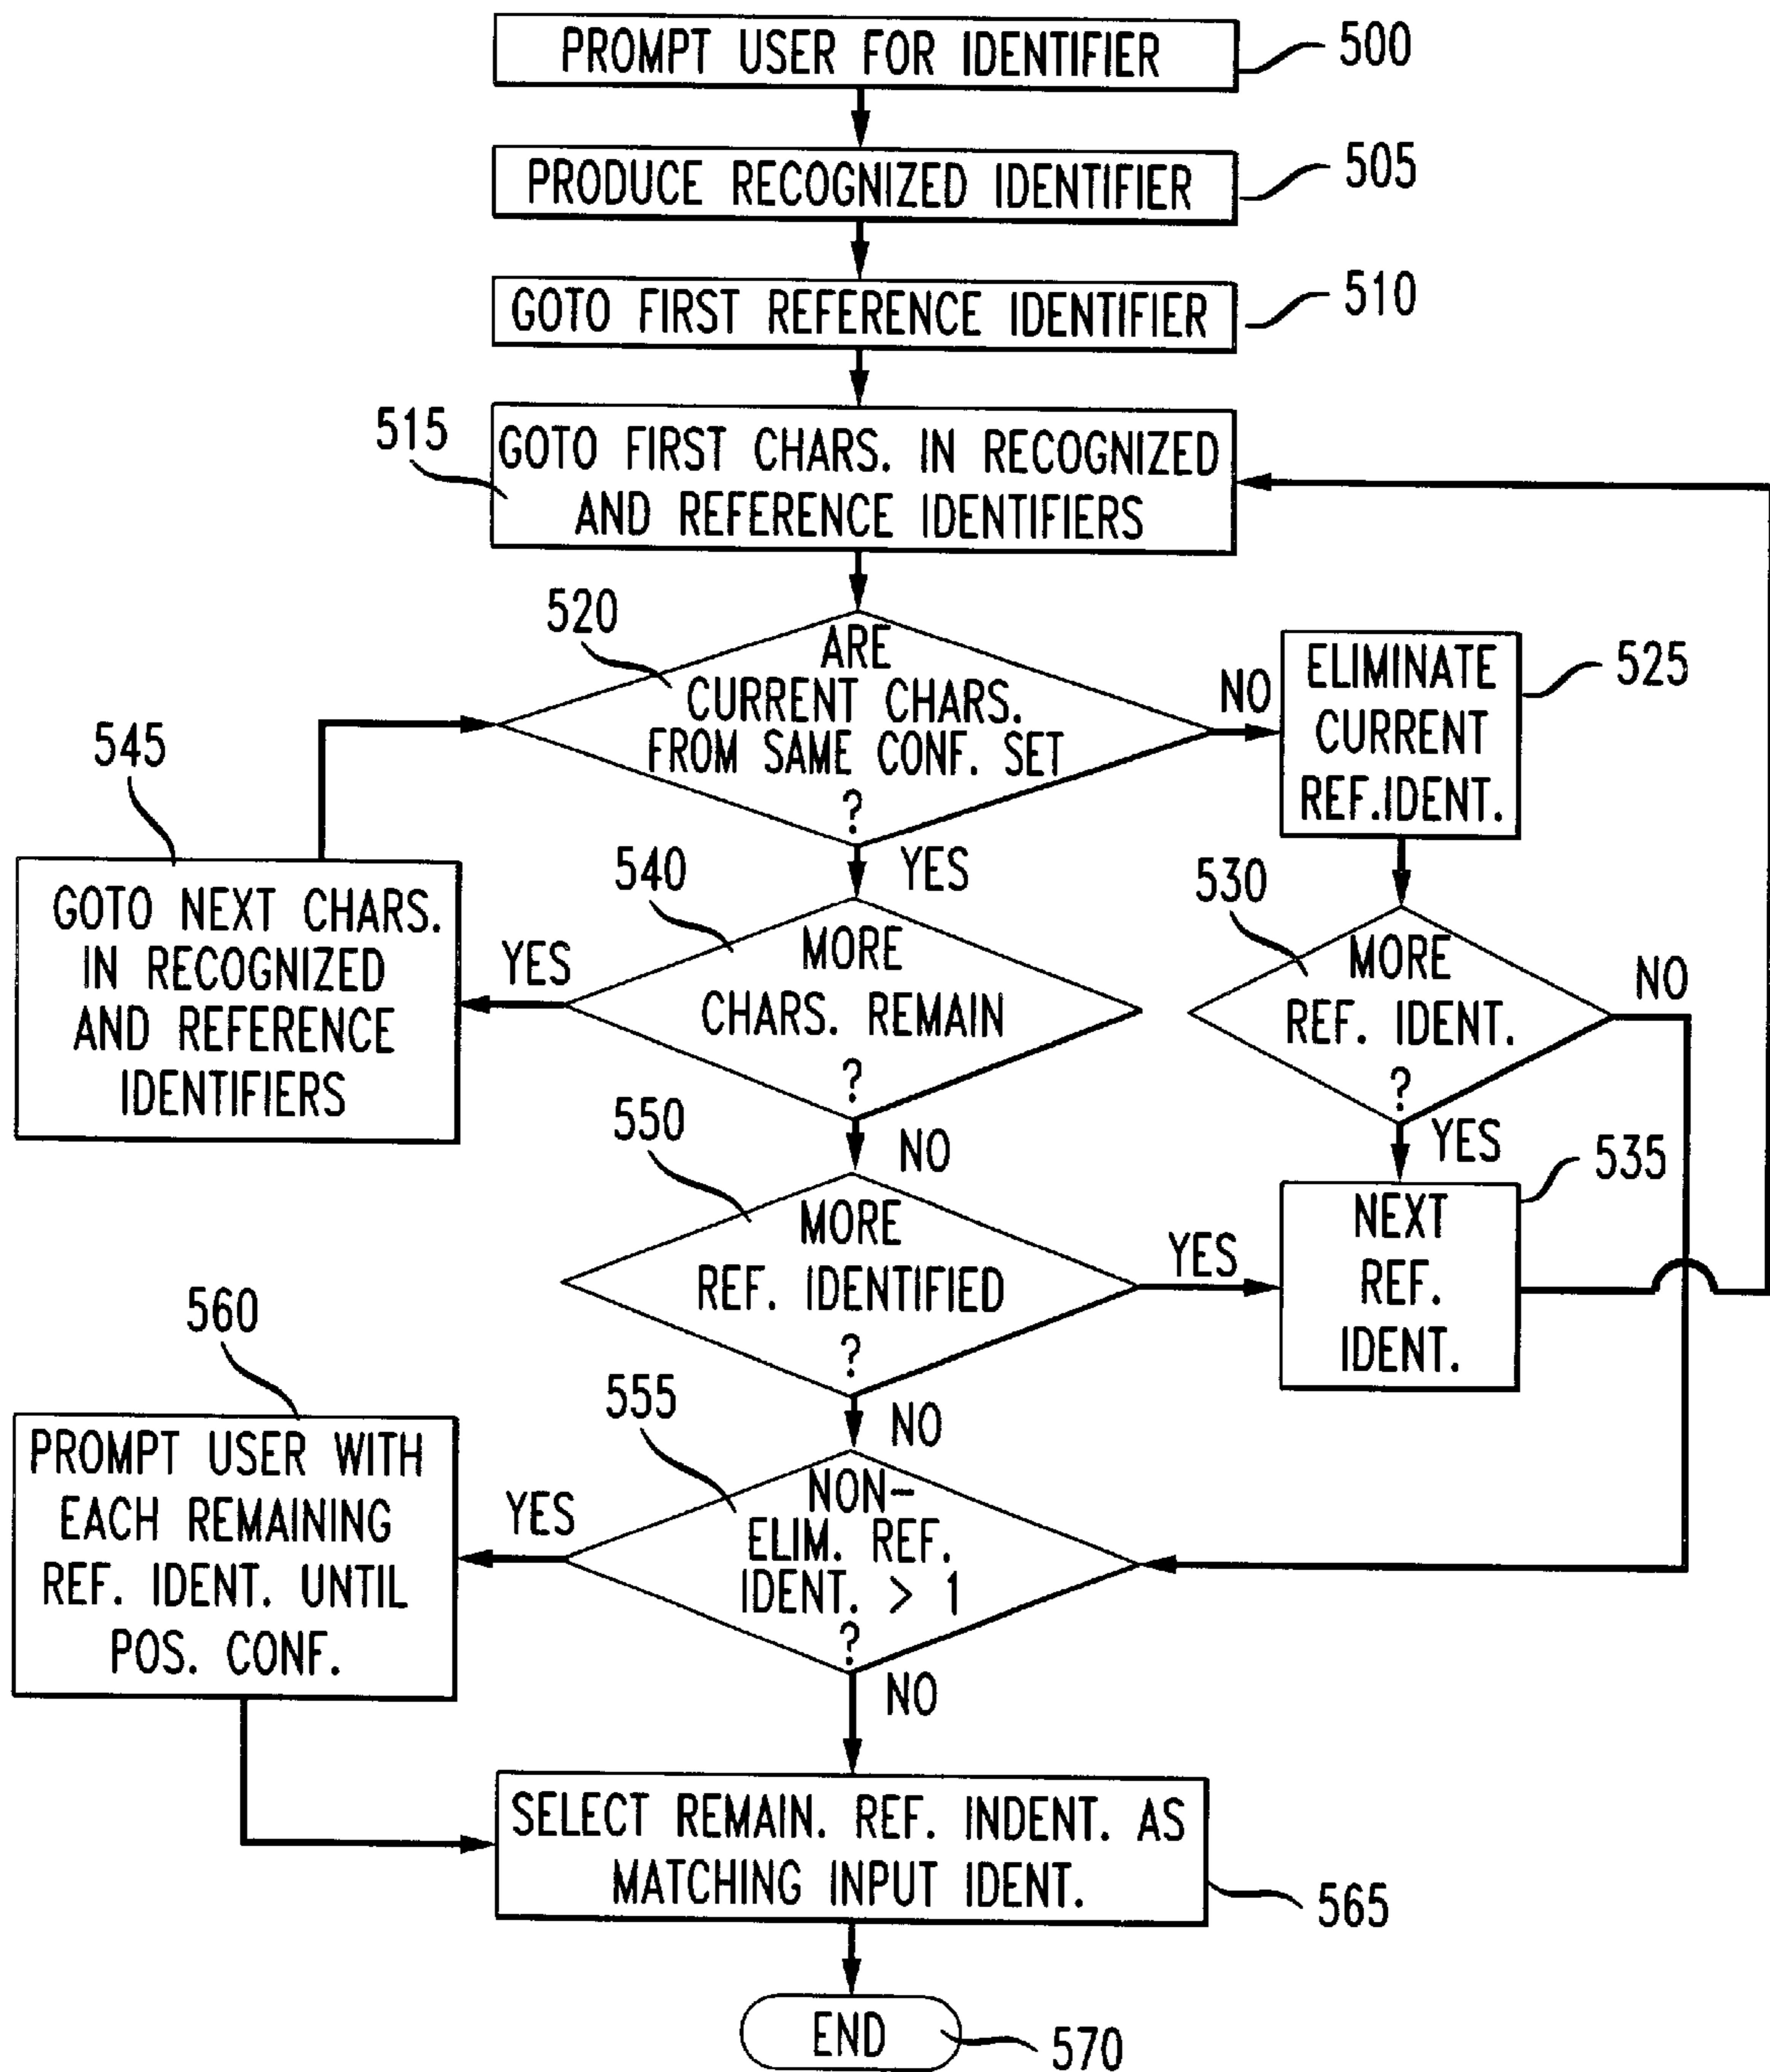 PROMPT USER FOR IDENTIFIER
500
PRODUCE RECOGNIZED IDENTIFIER
505
GOTO FIRST REFERENCE IDENTIFIER
510
515
GOTO FIRST CHARS. IN RECOGNIZED
AND REFERENCE IDENTIFIERS
520
ARE
CURRENT CHARS.
FROM SAME CONF. SET
?
NO
YES
ELIMINATE
CURRENT
REF.IDENT.
525
530
MORE
REF. IDENT.
?
NO
YES
535
NEXT
REF.
IDENT.
540
MORE
CHARS. REMAIN
?
YES
NO
545
GOTO NEXT CHARS.
IN RECOGNIZED
AND REFERENCE
IDENTIFIERS
550
MORE
REF. IDENTIFIED
?
YES
NO
555
NON-
ELIM. REF.
IDENT. > 1
?
YES
NO
560
PROMPT USER WITH
EACH REMAINING
REF. IDENT. UNTIL
POS. CONF.
SELECT REMAIN. REF. INDENT. AS
MATCHING INPUT IDENT.
565
END
570